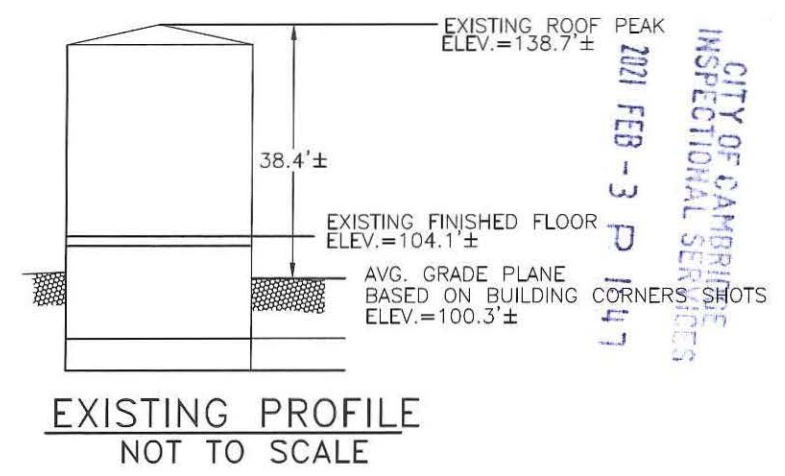 EXISTING ROOF PEAK
ELEV.=138.7'±
38.4'±
EXISTING FINISHED FLOOR
ELEV.=104.1'±
AVG. GRADE PLANE
BASED ON BUILDING CORNERS SHOTS
ELEV.=100.3'±
EXISTING PROFILE
NOT TO SCALE
CITY OF CAMBRIDGE
INSPECTIONAL SERVICES
2021 FEB -3 P 1:47